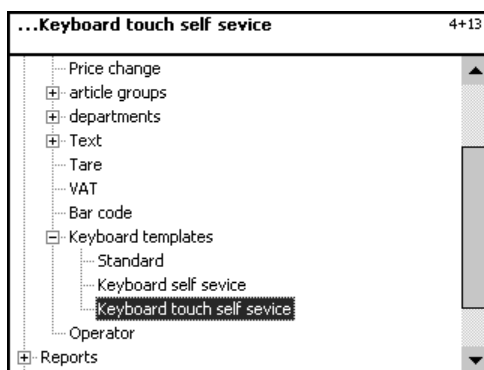 ...Keyboard touch self sevice 4+13
Price change
article groups
departments
Text
Tare
VAT
Bar code
Keyboard templates
Standard
Keyboard self sevice
Keyboard touch self sevice
Operator
Reports